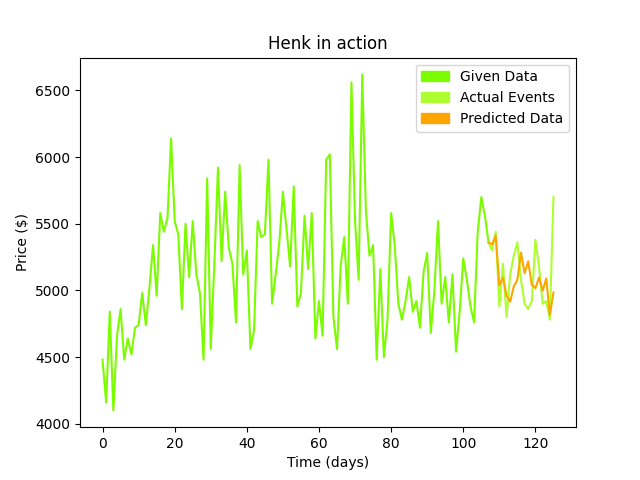 Henk in action
Given Data
Actual Events
Predicted Data
Price ($)
6500
6000
5500
5000
4500
4000
0 20 40 60 80 100 120
Time (days)